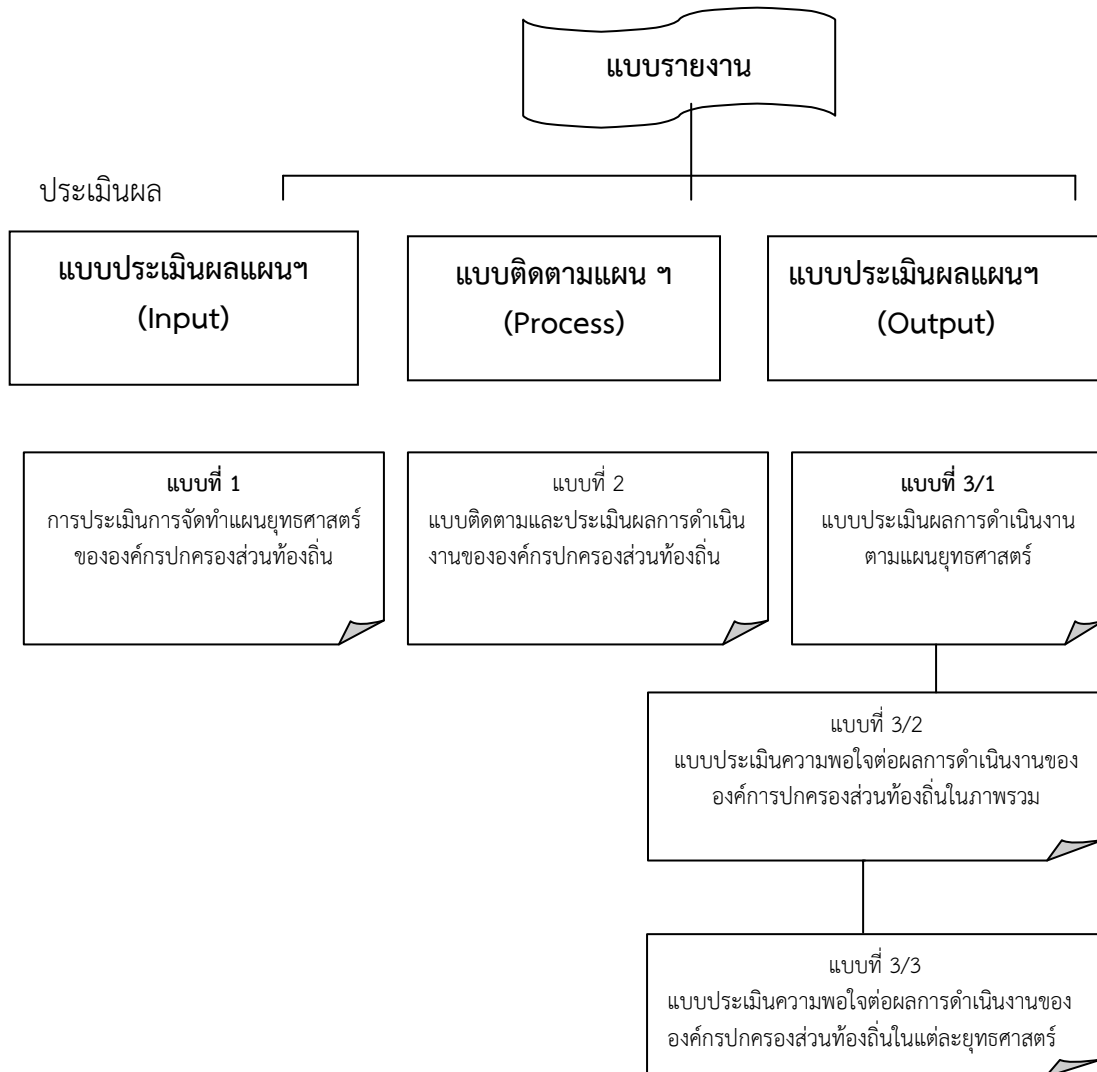 แบบรายงาน
ประเมินผล
แบบประเมินผลแผนฯ
(Input)
แบบติดตามแผน ฯ
(Process)
แบบประเมินผลแผนฯ
(Output)
แบบที่ 1
การประเมินการจัดทำแผนยุทธศาสตร์
ขององค์กรปกครองส่วนท้องถิ่น
แบบที่ 2
แบบติดตามและประเมินผลการดำเนิน
งานขององค์กรปกครองส่วนท้องถิ่น
แบบที่ 3/1
แบบประเมินผลการดำเนินงาน
ตามแผนยุทธศาสตร์
แบบที่ 3/2
แบบประเมินความพอใจต่อผลการดำเนินงานของ
องค์การปกครองส่วนท้องถิ่นในภาพรวม
แบบที่ 3/3
แบบประเมินความพอใจต่อผลการดำเนินงานของ
องค์กรปกครองส่วนท้องถิ่นในแต่ละยุทธศาสตร์